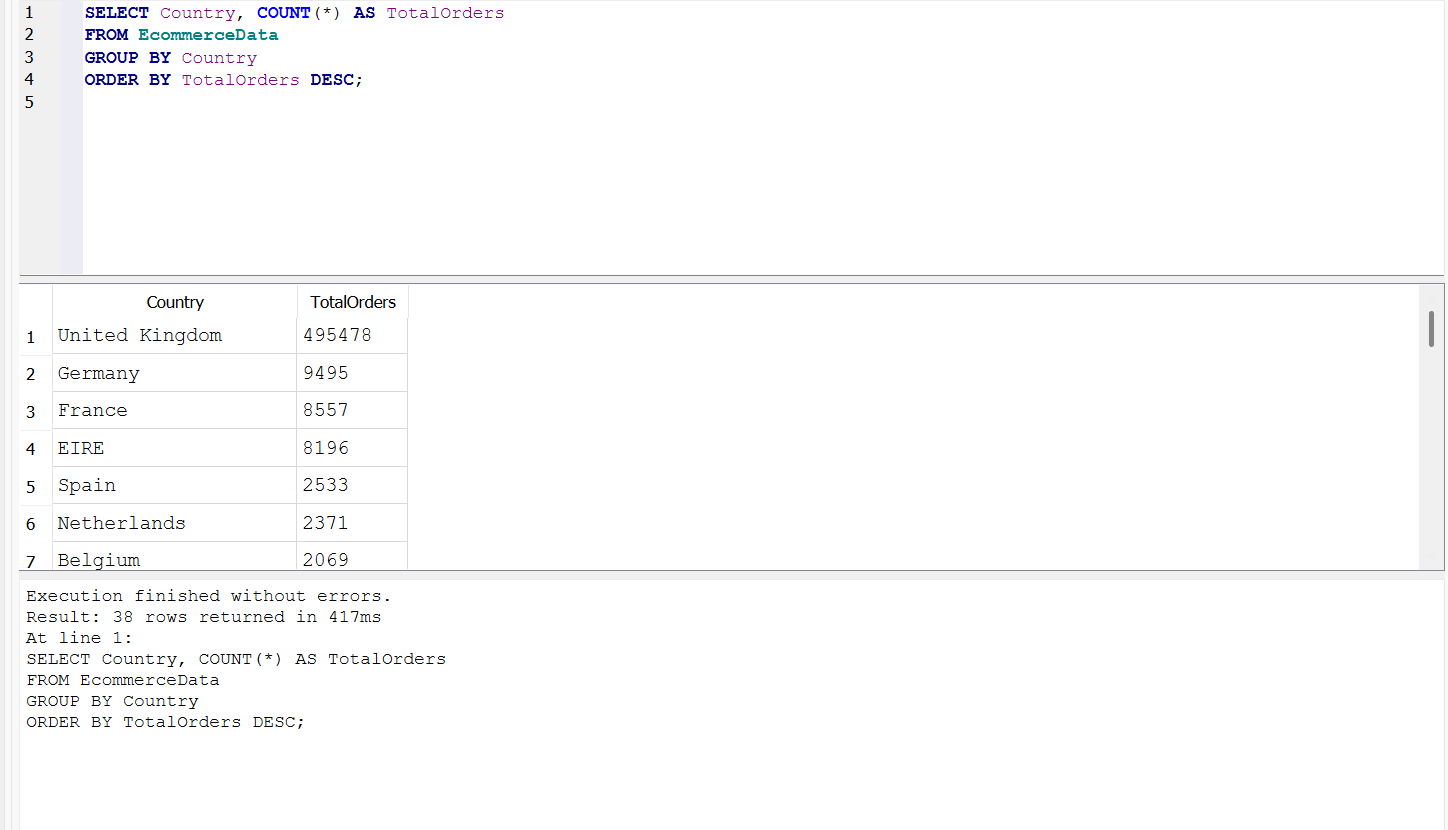 1 SELECT Country, COUNT(*) AS TotalOrders
2 FROM EcommerceData
3 GROUP BY Country
4 ORDER BY TotalOrders DESC;
5
Country TotalOrders
1 United Kingdom 495478
2 Germany 9495
3 France 8557
4 EIRE 8196
5 Spain 2533
6 Netherlands 2371
7 Belgium 2069
Execution finished without errors.
Result: 38 rows returned in 417ms
At line 1:
SELECT Country, COUNT(*) AS TotalOrders
FROM EcommerceData
GROUP BY Country
ORDER BY TotalOrders DESC;